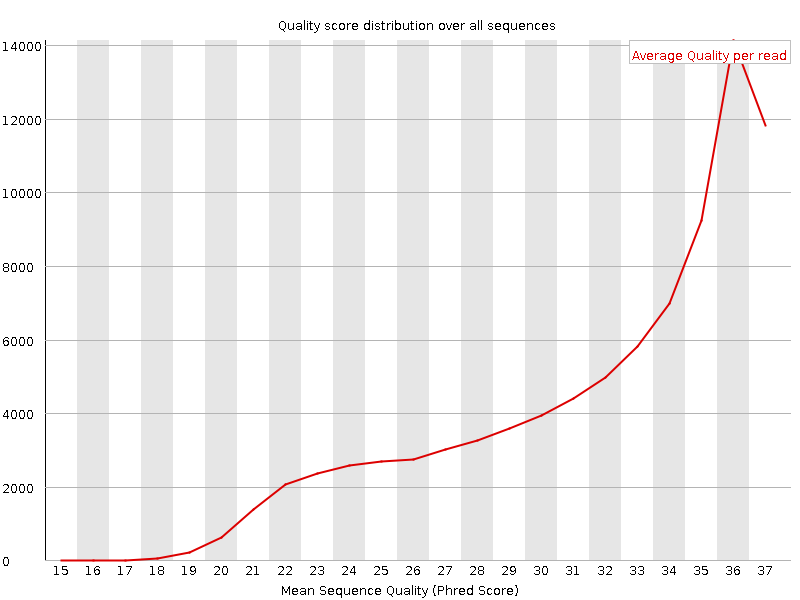 Quality score distribution over all sequences
Average Quality per read
14000
12000
10000
8000
6000
4000
2000
0
15 16 17 18 19 20 21 22 23 24 25 26 27 28 29 30 31 32 33 34 35 36 37
Mean Sequence Quality (Phred Score)